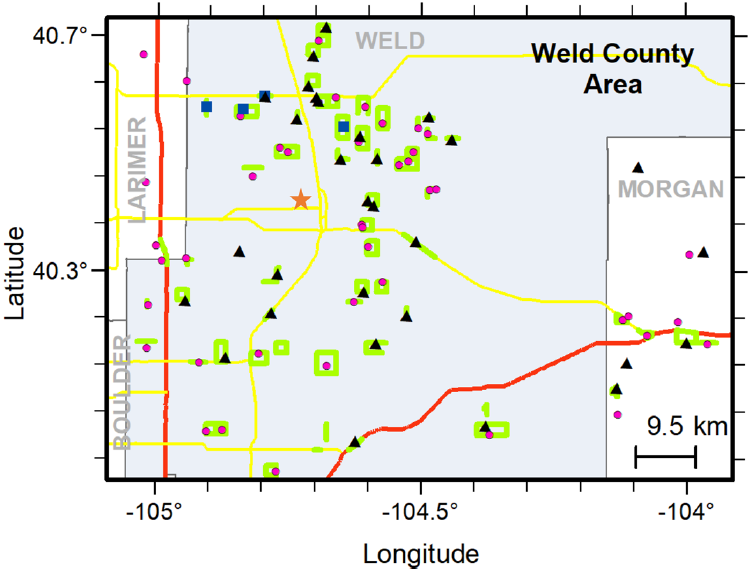 40.7°
WELD
Weld County
Area
LARIMER
MORGAN
Latitude
40.3°
BOULDER
9.5 km
-105°
-104.5°
-104°
Longitude